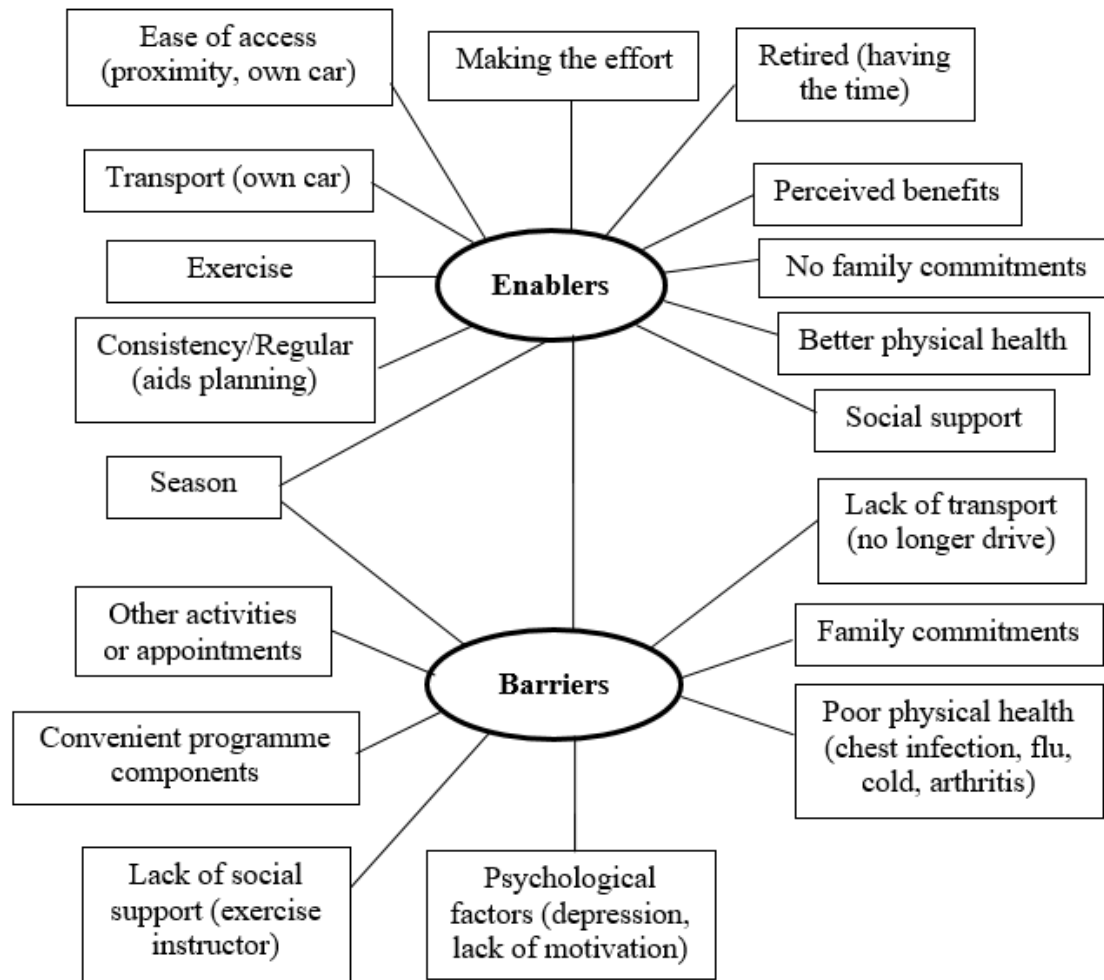 Ease of access
(proximity, own car)
Making the effort
Retired (having
the time)
Transport (own car)
Perceived benefits
Exercise
Enablers
No family commitments
Consistency/Regular
(aids planning)
Better physical health
Social support
Season
Lack of transport
(no longer drive)
Other activities
or appointments
Family commitments
Barriers
Convenient programme
components
Poor physical health
(chest infection, flu,
cold, arthritis)
Lack of social
support (exercise
instructor)
Psychological
factors (depression,
lack of motivation)